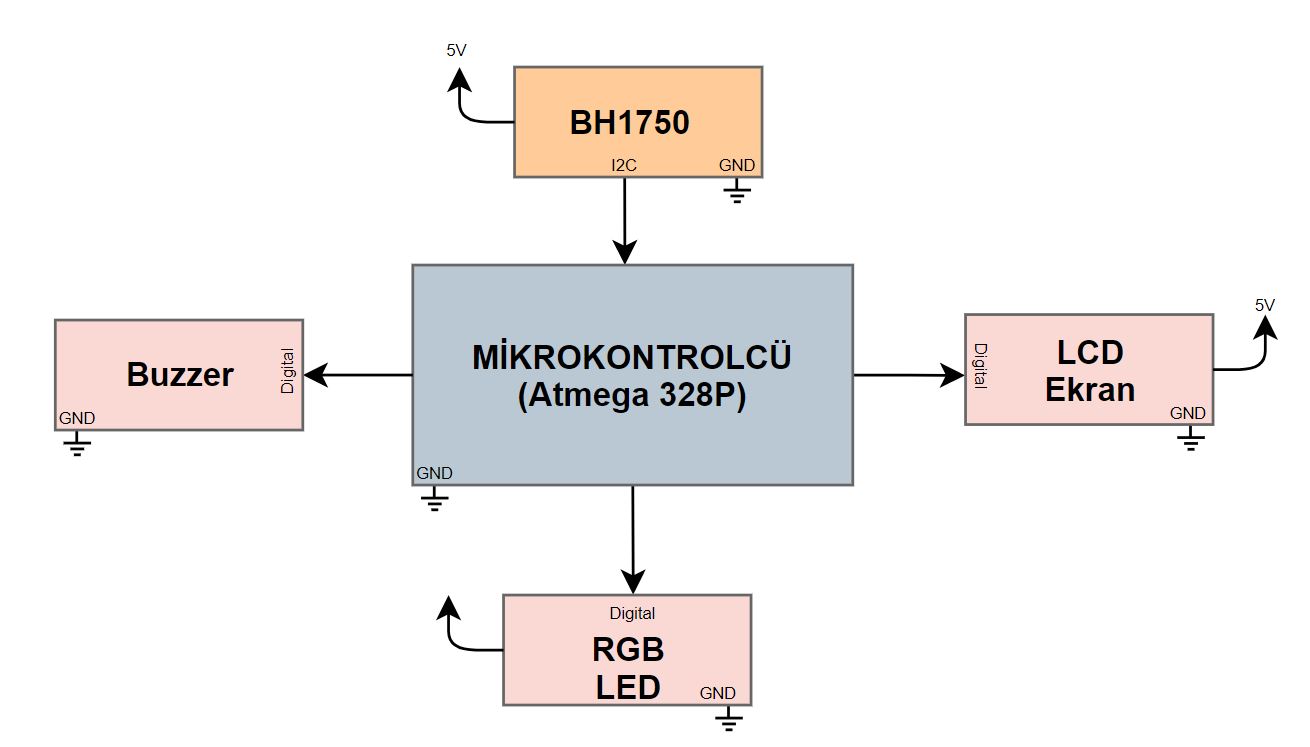 5V
BH1750
I2C
GND
MİKROKONTROLCÜ
(Atmega 328P)
GND
Buzzer
Digital
GND
5V
Digital
LCD
Ekran
GND
Digital
RGB
LED
GND